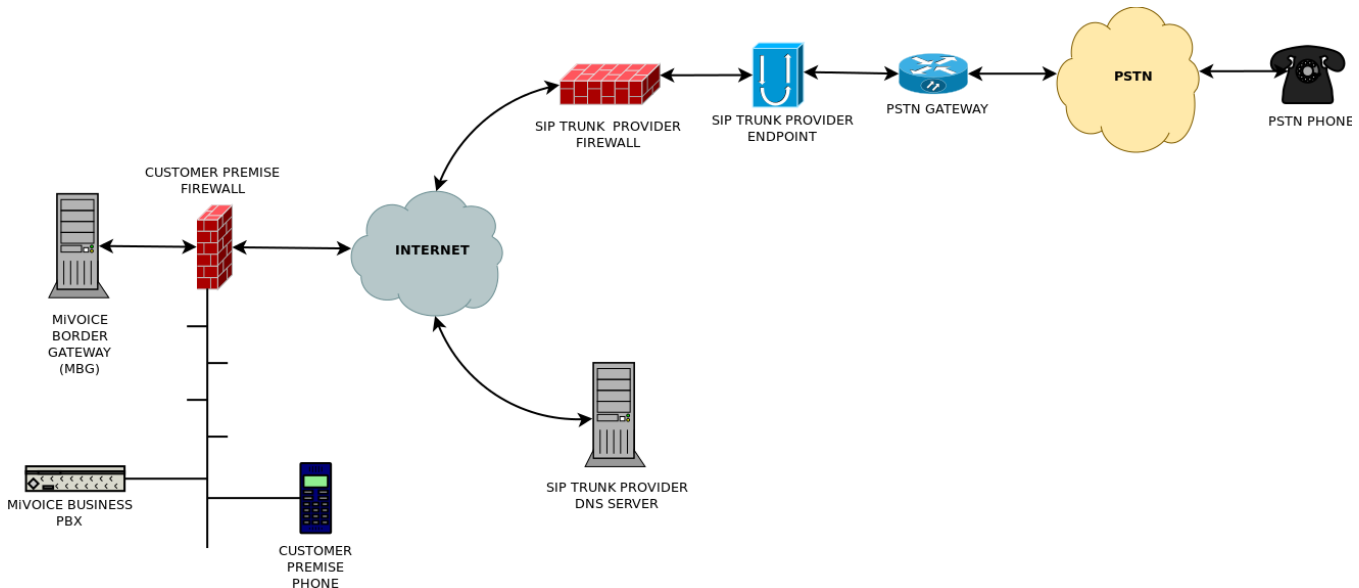 PSTN
SIP TRUNK PROVIDER
FIREWALL
SIP TRUNK PROVIDER
ENDPOINT
PSTN GATEWAY
PSTN PHONE
CUSTOMER PREMISE
FIREWALL
INTERNET
MiVOICE
BORDER
GATEWAY
(MBG)
SIP TRUNK PROVIDER
DNS SERVER
MiVOICE BUSINESS
PBX
CUSTOMER
PREMISE
PHONE